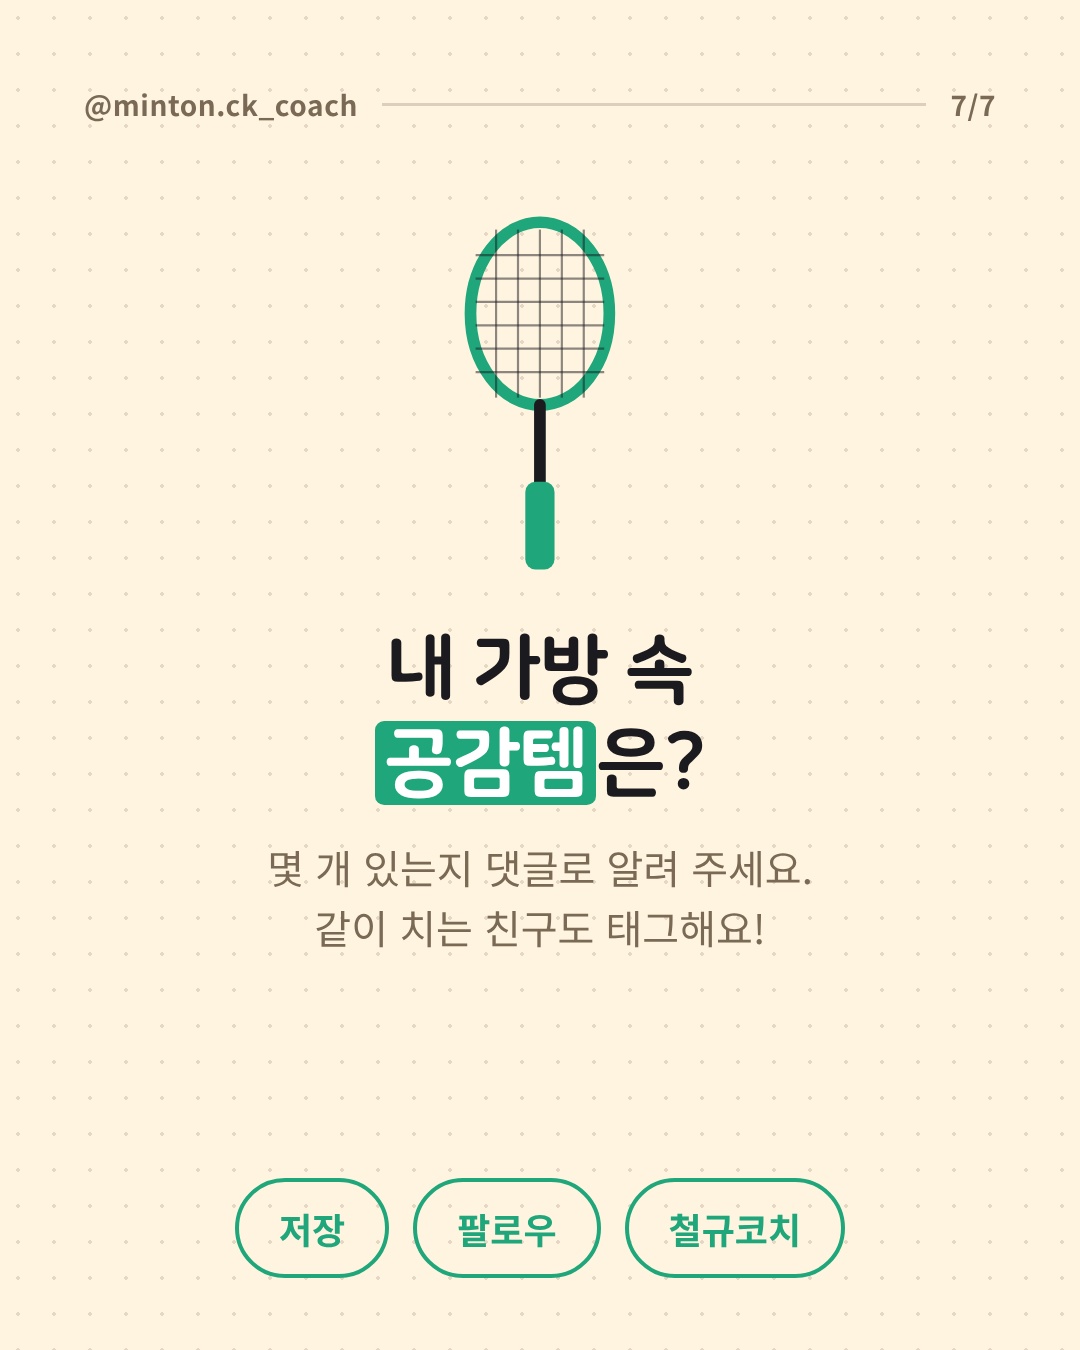 @minton.ck_coach 7/7
내 가방 속
공감템은?
몇 개 있는지 댓글로 알려 주세요.
같이 치는 친구도 태그해요!
저장 팔로우 철규코치